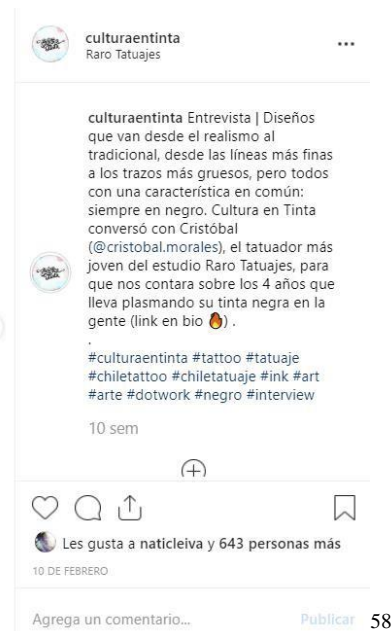 culturaentinta
Raro Tatuajes
culturaentinta Entrevista | Diseños
que van desde el realismo al
tradicional, desde las líneas más finas
a los trazos más gruesos, pero todos
con una característica en común:
siempre en negro. Cultura en Tinta
conversó con Cristóbal
(@cristobal.morales), el tatuador más
joven del estudio Raro Tatuajes, para
que nos contara sobre los 4 años que
lleva plasmando su tinta negra en la
gente (link en bio 🔥) .
.
#culturaentinta #tattoo #tatuaje
#chiletattoo #chiletatuaje #ink #art
#arte #dotwork #negro #interview
10 sem
Les gusta a naticleiva y 643 personas más
10 DE FEBRERO
Agrega un comentario... Publicar
58